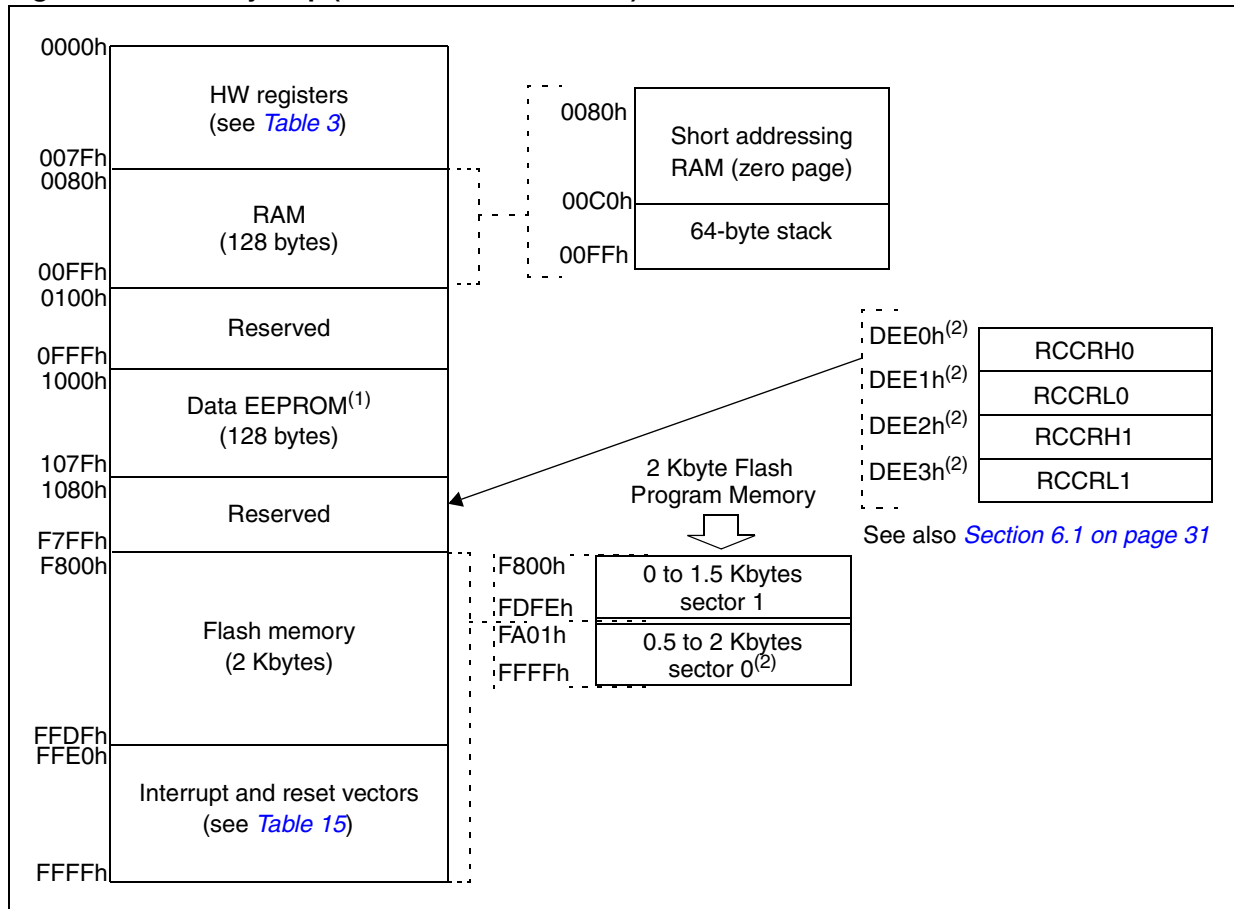 0000h
HW registers
(see Table 3)
007Fh
0080h
RAM
(128 bytes)
00FFh
0100h
Reserved
0FFFh
1000h
Data EEPROM(1)
(128 bytes)
107Fh
1080h
Reserved
F7FFh
F800h
Flash memory
(2 Kbytes)
FFDFh
FFE0h
Interrupt and reset vectors
(see Table 15)
FFFFh
0080h
Short addressing
RAM (zero page)
00C0h
64-byte stack
00FFh
DEE0h(2)
RCCRH0
DEE1h(2)
RCCRL0
DEE2h(2)
RCCRH1
DEE3h(2)
RCCRL1
See also Section 6.1 on page 31
2 Kbyte Flash
Program Memory
F800h
0 to 1.5 Kbytes
sector 1
FDFEh
FA01h
0.5 to 2 Kbytes
sector 0(2)
FFFFh